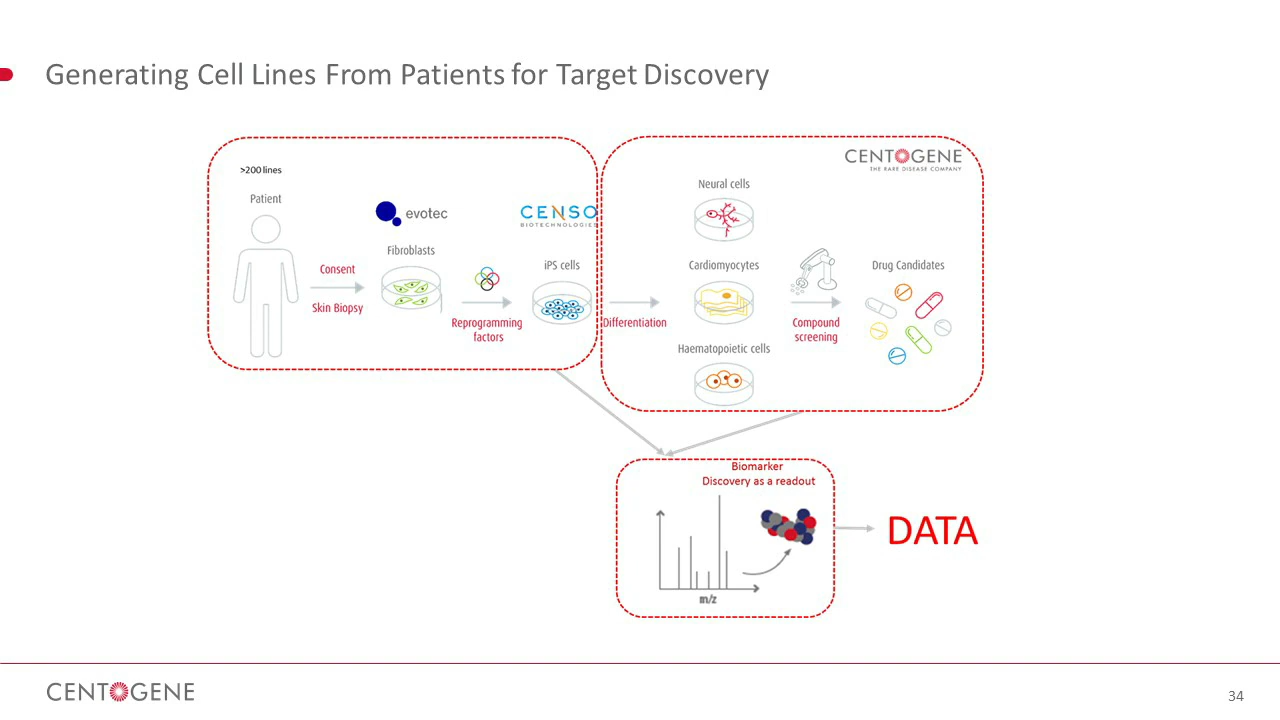 Generating Cell Lines From Patients for Target Discovery
>200 lines
Patient
Consent
Skin Biopsy
evotec
Fibroblasts
Reprogramming
factors
CENSO
BIOTECHNOLOGIES
iPS cells
Differentiation
CENTOGENE
THE RARE DISEASE COMPANY
Neural cells
Cardiomyocytes
Haematopoietic cells
Compound
screening
Drug Candidates
Biomarker
Discovery as a readout
m/z
DATA
CENTOGENE
34